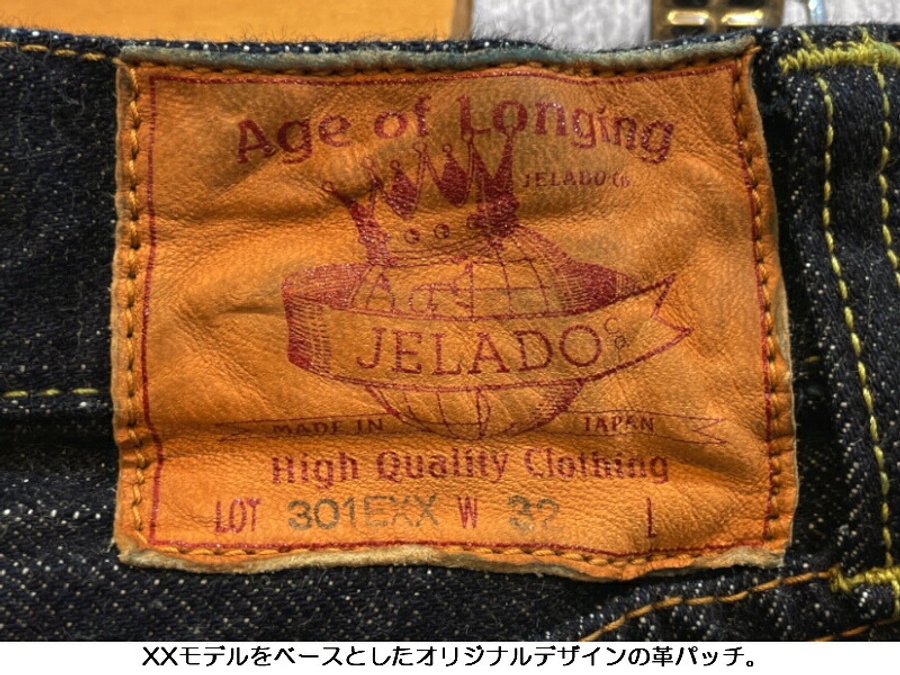 Age of Longing
JELADO Co
JELADO
MADE IN JAPAN
High Quality Clothing
LOT 301EXX W 32 L
XXモデルをベースとしたオリジナルデザインの革パッチ。